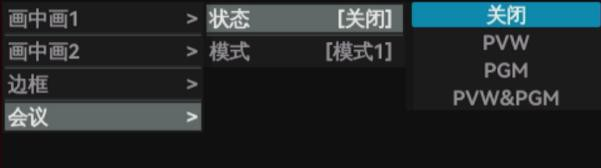 画中画1 >
画中画2 >
边框 >
会议 >
状态 [关闭]
模式 [模式1]
关闭
PVW
PGM
PVW&PGM